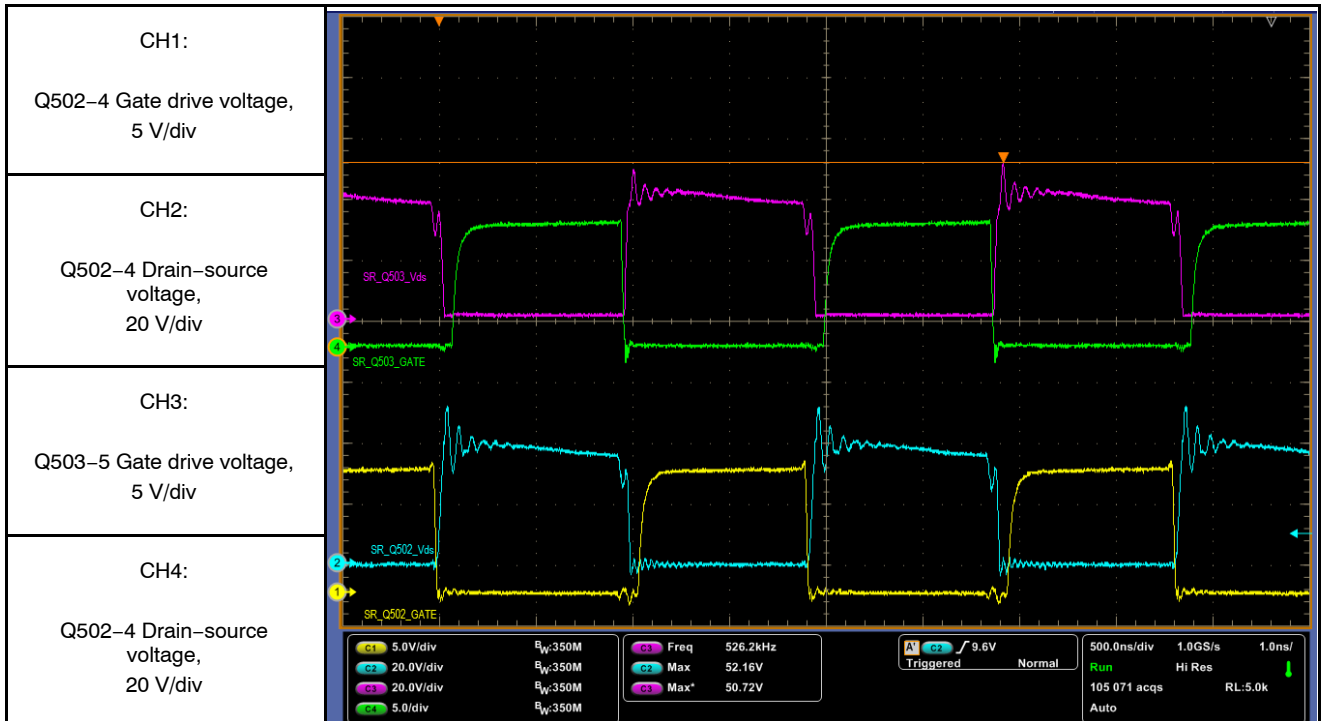 CH1:
Q502−4 Gate drive voltage,
5 V/div
CH2:
Q502−4 Drain−source
voltage,
20 V/div
CH3:
Q503−5 Gate drive voltage,
5 V/div
CH4:
Q502−4 Drain−source
voltage,
20 V/div
SR_Q503_Vds
3
4
SR_Q503_GATE
SR_Q502_Vds
2
1
SR_Q502_GATE
C1 5.0V/div BW:350M
C2 20.0V/div BW:350M
C3 20.0V/div BW:350M
C4 5.0/div BW:350M
C3 Freq 526.2kHz
C2 Max 52.16V
C3 Max* 50.72V
A' C2 9.6V
Triggered Normal
500.0ns/div 1.0GS/s 1.0ns/
Run Hi Res
105 071 acqs RL:5.0k
Auto